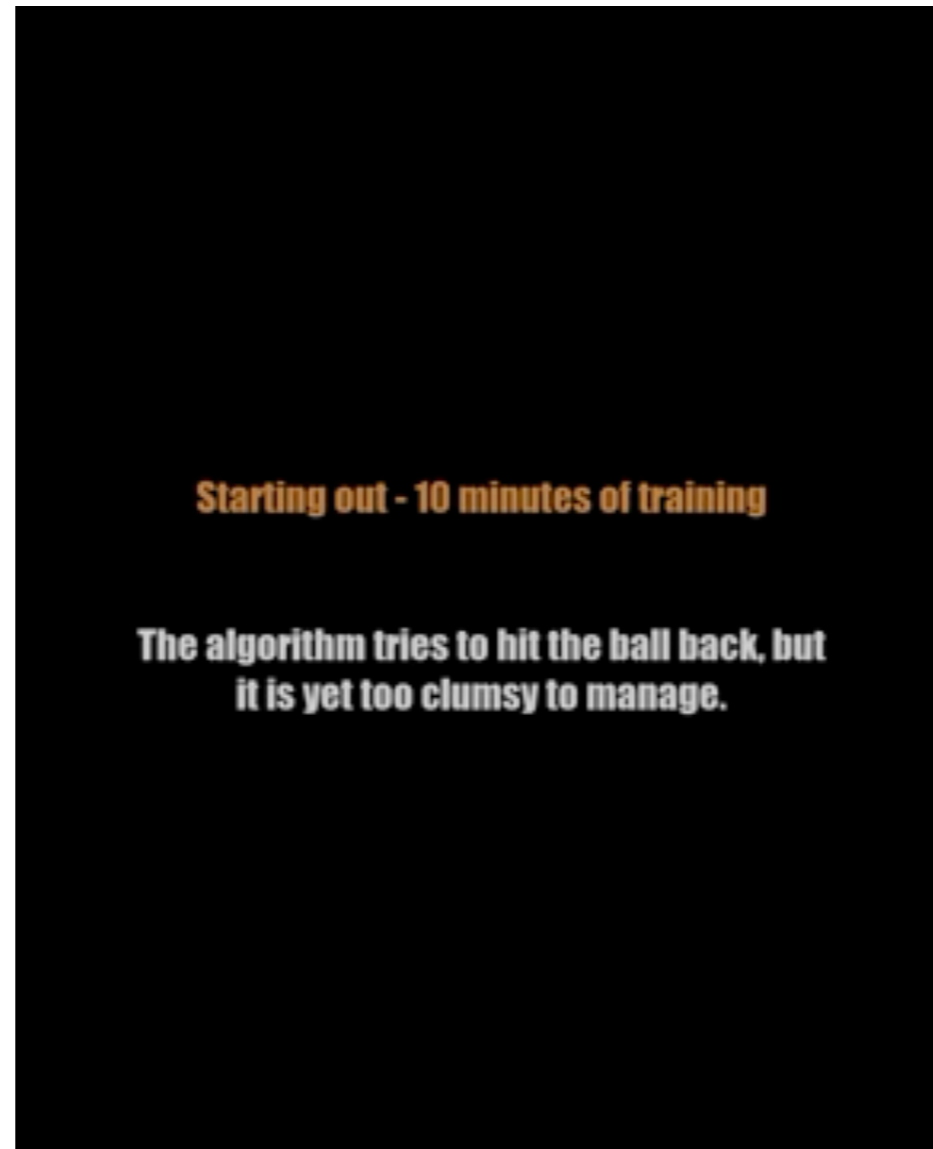 Starting out - 10 minutes of training
The algorithm tries to hit the ball back, but
it is yet too clumsy to manage.